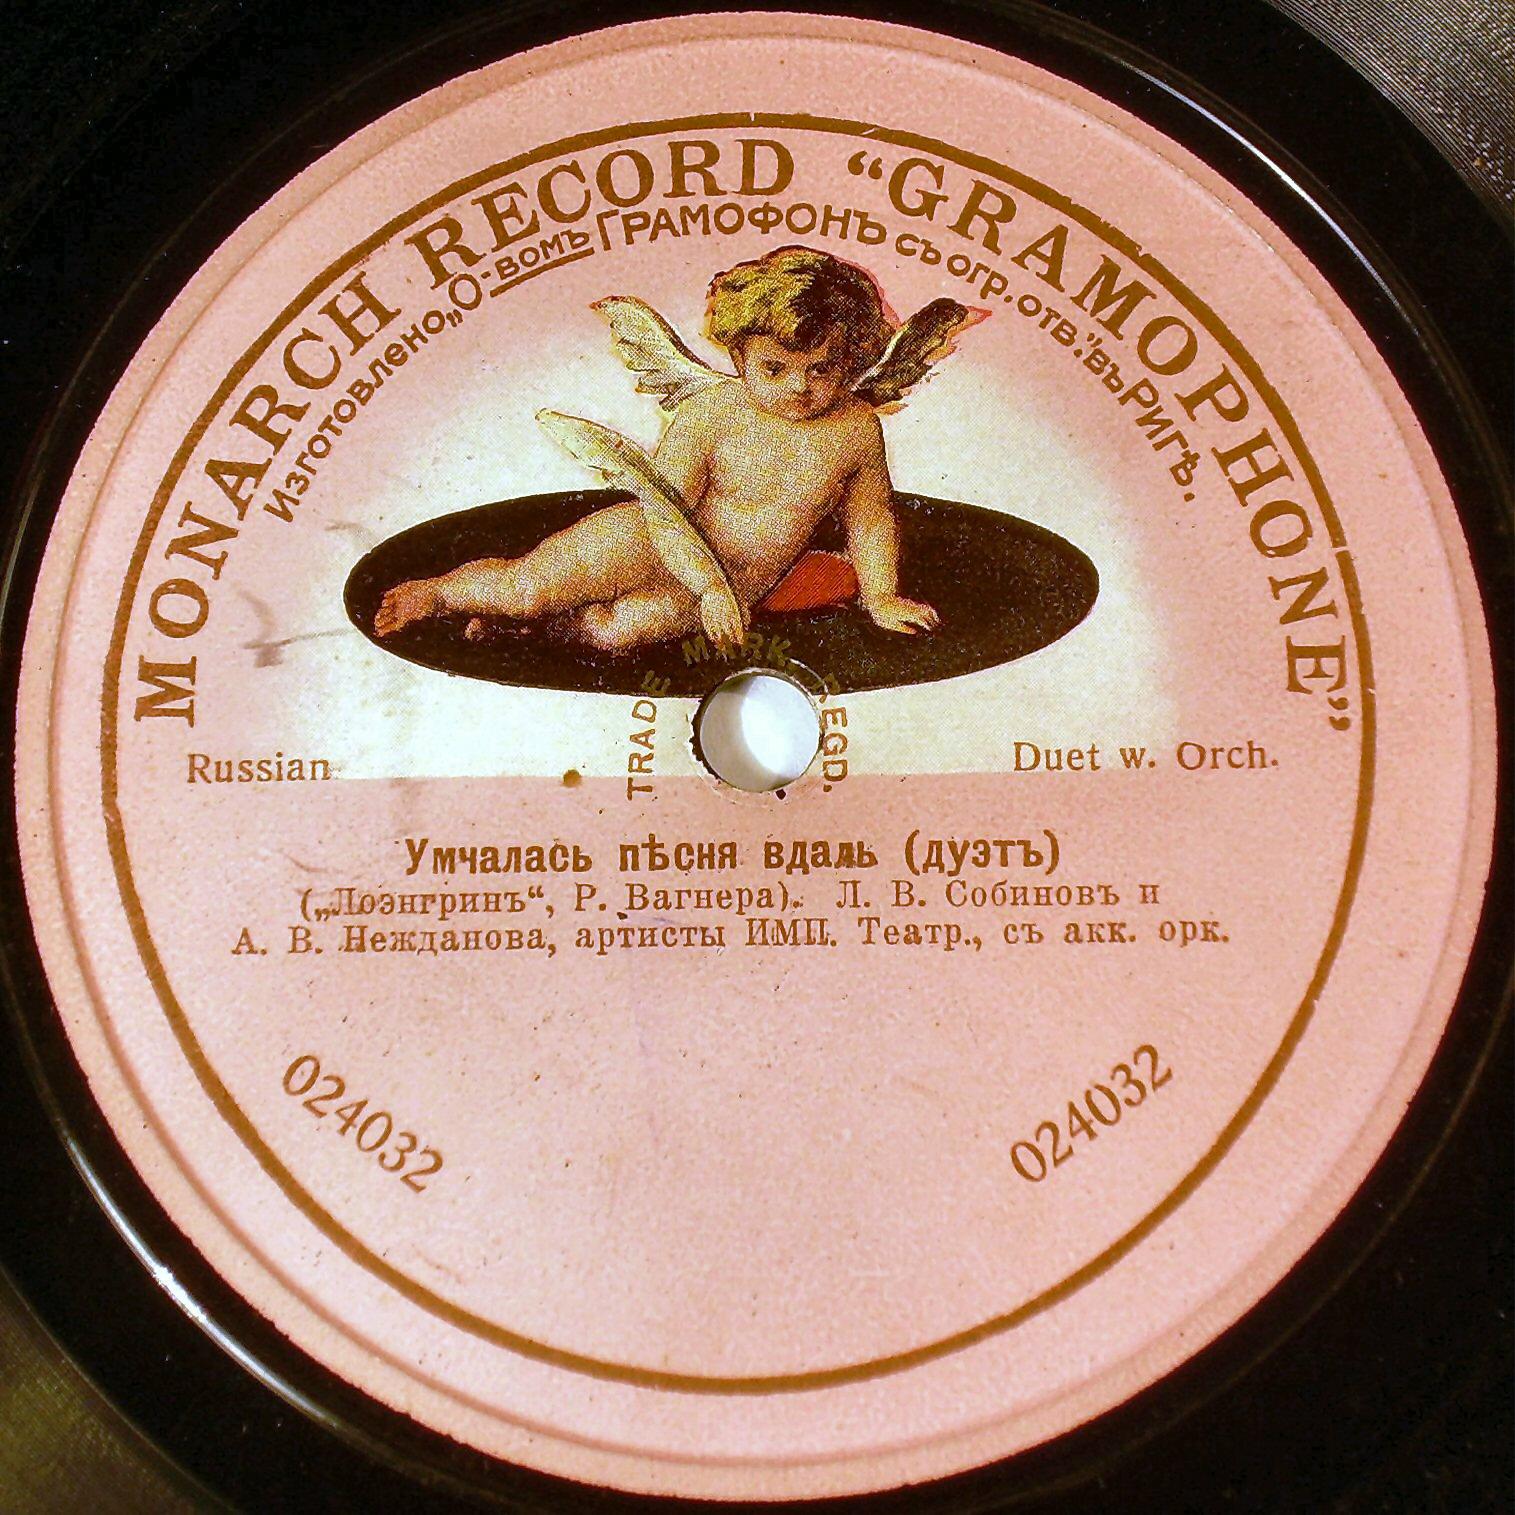 MONARCH RECORD “GRAMOPHONE”
Изготовлено „О-вомъ ГРАМОФОНЪ съ огр. отв.” въ РИГѢ.
TRADE MARK REGD.
Russian
Duet w. Orch.
Умчалась пѣсня вдаль (дуэтъ)
(„Лоэнгринъ“, Р. Вагнера). Л. В. Собиновъ и
А. В. Нежданова, артисты ИМП. Театр., съ акк. орк.
024032
024032